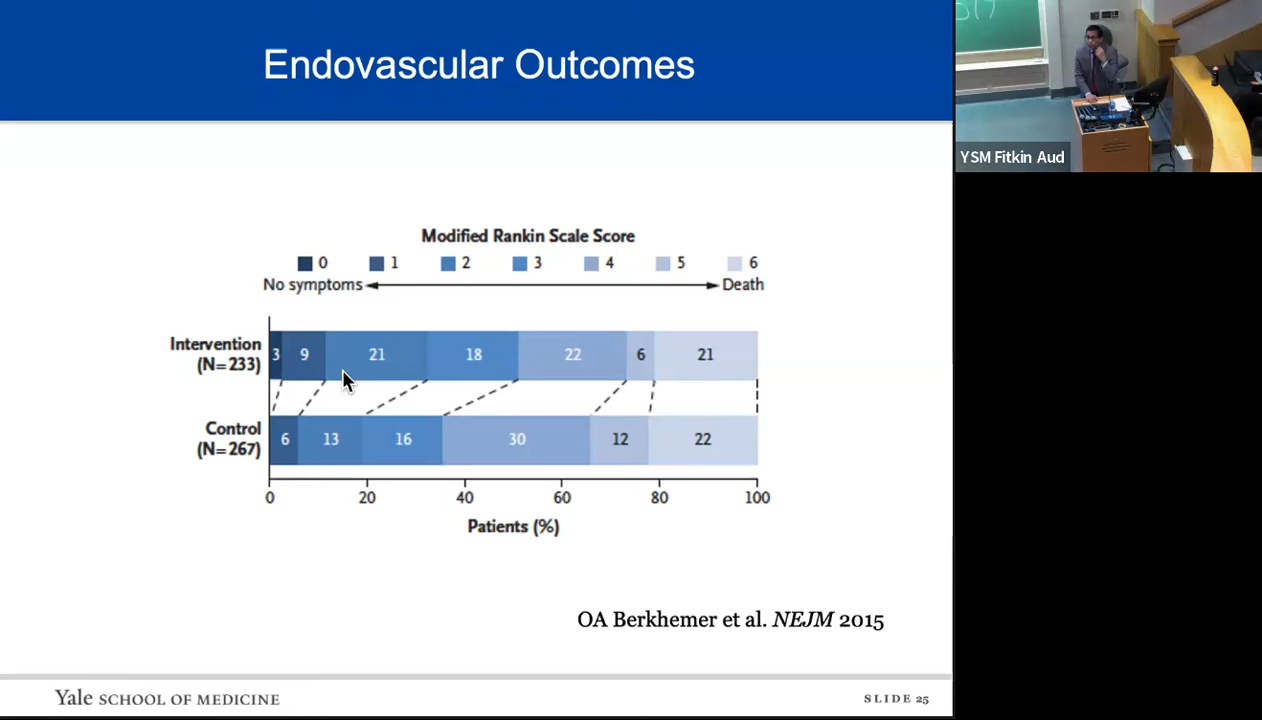 Endovascular Outcomes
YSM Fitkin Aud
Modified Rankin Scale Score
0 1 2 3 4 5 6
No symptoms Death
Intervention
(N=233)
3 9 21 18 22 6 21
Control
(N=267)
6 13 16 30 12 22
0 20 40 60 80 100
Patients (%)
OA Berkhemer et al. NEJM 2015
Yale SCHOOL OF MEDICINE
SLIDE 25